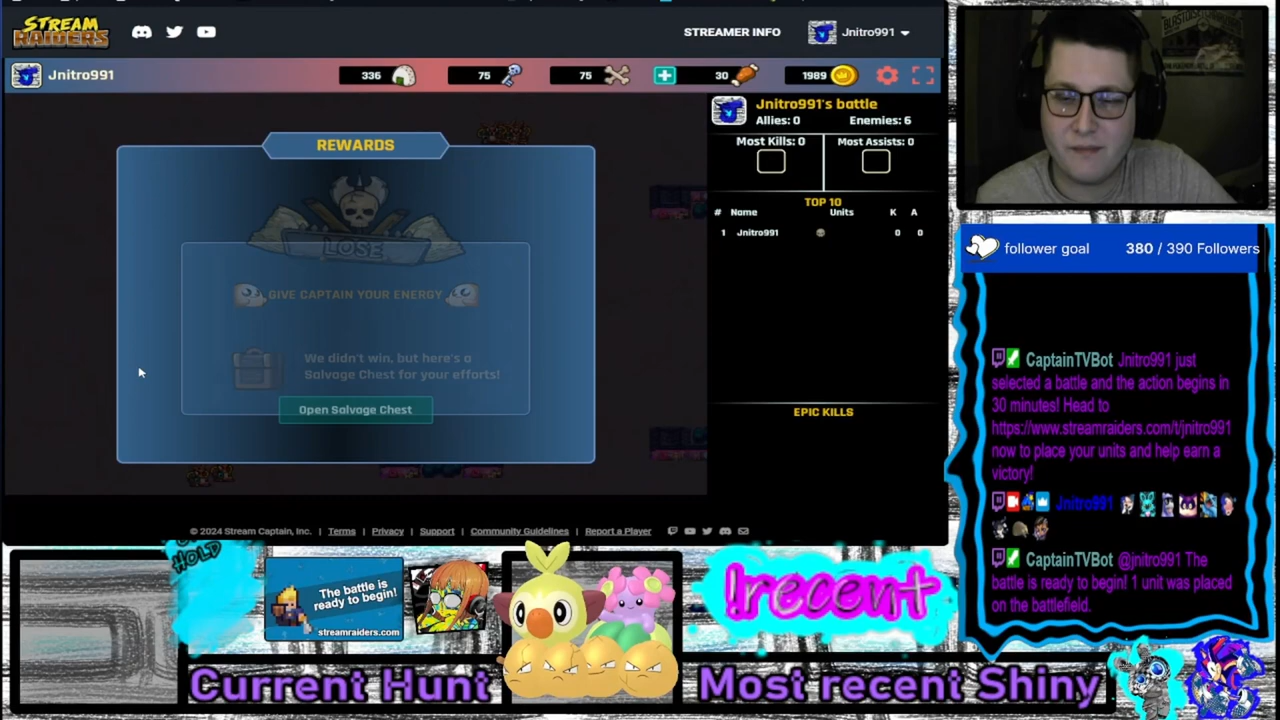 STREAM
RAIDERS
STREAMER INFO
Jnitro991
Jnitro991
336
75
75
30
1989
REWARDS
LOSE
GIVE CAPTAIN YOUR ENERGY
We didn't win, but here's a
Salvage Chest for your efforts!
Open Salvage Chest
Jnitro991's battle
Allies: 0
Enemies: 6
Most Kills: 0
Most Assists: 0
TOP 10
# Name Units K A
1 Jnitro991 0 0
EPIC KILLS
© 2024 Stream Captain, Inc. | Terms | Privacy | Support | Community Guidelines | Report a Player
follower goal 380 / 390 Followers
CaptainTVBot Jnitro991 just
selected a battle and the action begins in
30 minutes! Head to
https://www.streamraiders.com/t/jnitro991
now to place your units and help earn a
victory!
Jnitro991
CaptainTVBot @jnitro991 The
battle is ready to begin! 1 unit was placed
on the battlefield.
HOLD
The battle is
ready to begin!
streamraiders.com
!recent
Current Hunt
Most recent Shiny